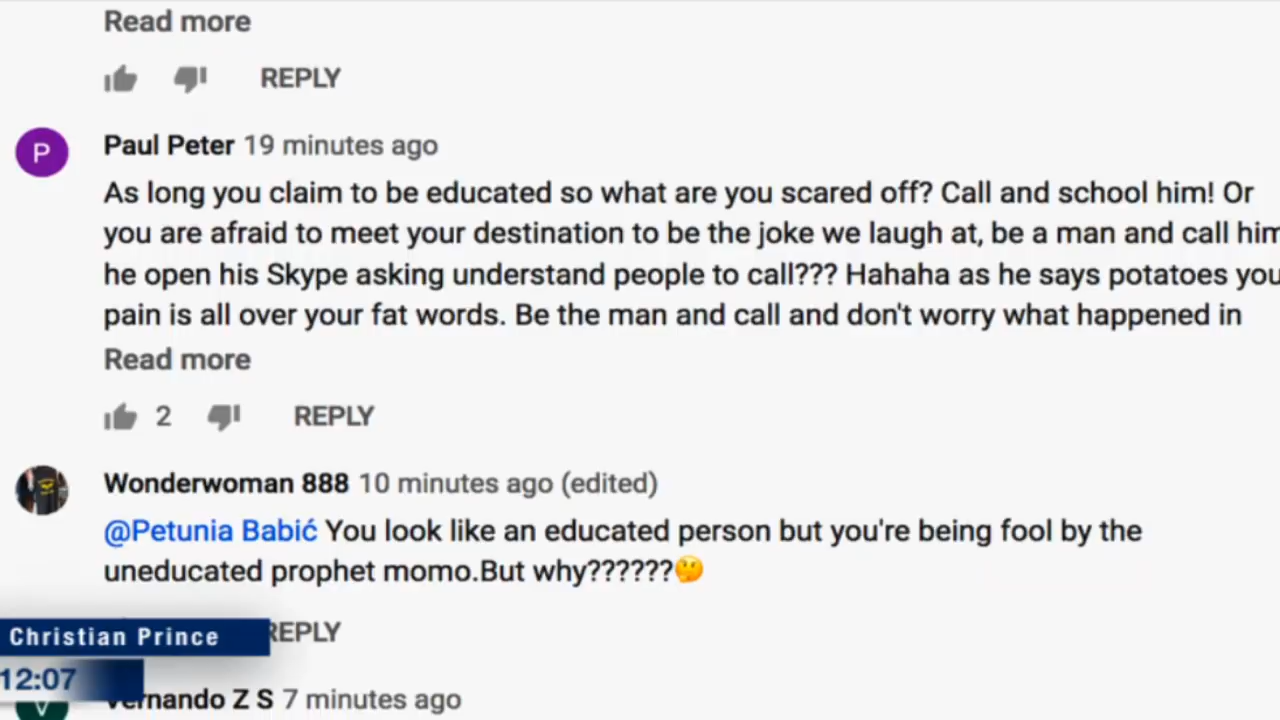 Read more
REPLY
P
Paul Peter 19 minutes ago
As long you claim to be educated so what are you scared off? Call and school him! Or
you are afraid to meet your destination to be the joke we laugh at, be a man and call him
he open his Skype asking understand people to call??? Hahaha as he says potatoes you
pain is all over your fat words. Be the man and call and don't worry what happened in
Read more
2 REPLY
Wonderwoman 888 10 minutes ago (edited)
@Petunia Babić You look like an educated person but you're being fool by the
uneducated prophet momo.But why??????🤔
REPLY
Christian Prince
12:07
V
Vernando Z S 7 minutes ago